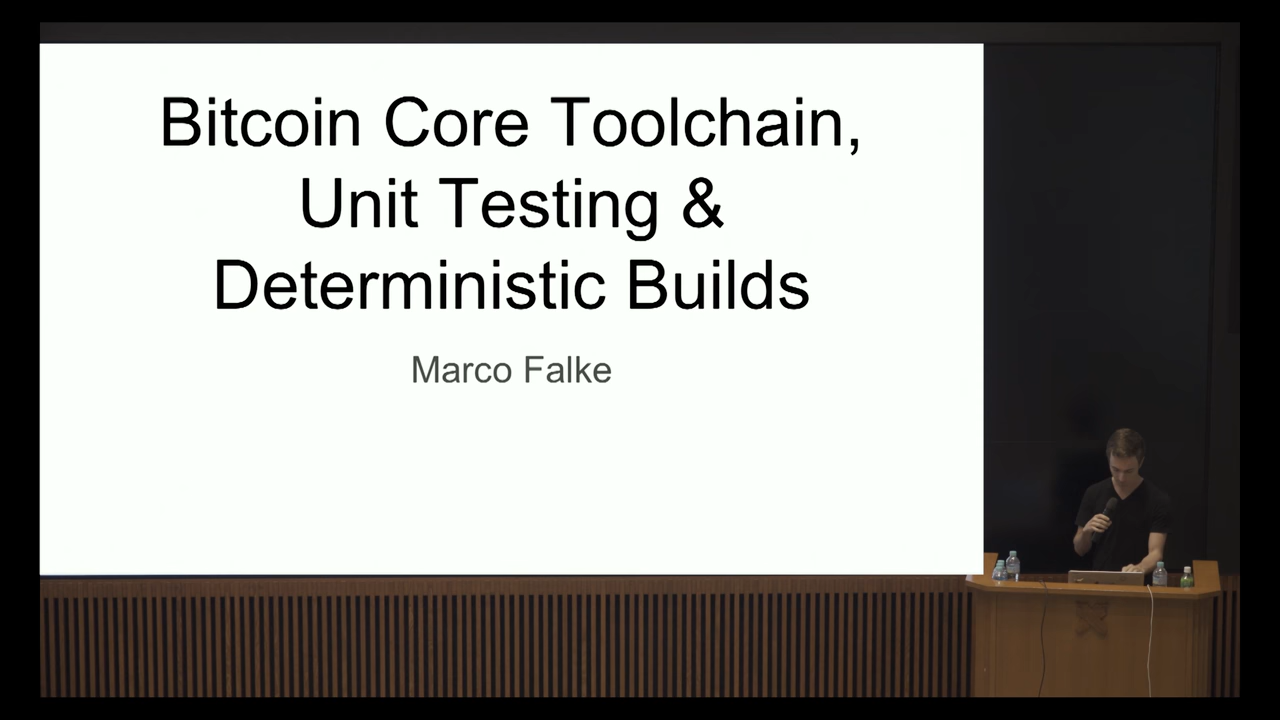 Bitcoin Core Toolchain,
Unit Testing &
Deterministic Builds
Marco Falke